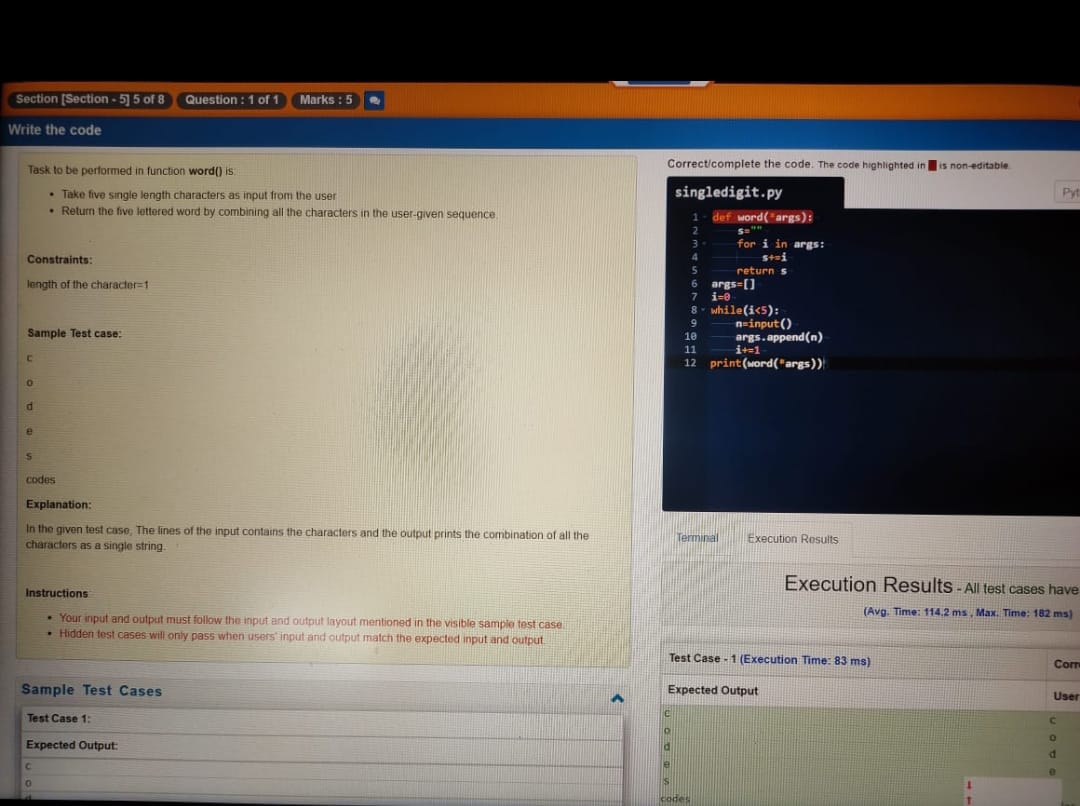 Section [Section - 5] 5 of 8 Question : 1 of 1 Marks : 5
Write the code
Task to be performed in function word() is:
• Take five single length characters as input from the user
• Return the five lettered word by combining all the characters in the user-given sequence.
Constraints:
length of the character=1
Sample Test case:
c
o
d
e
s
codes
Explanation:
In the given test case, The lines of the input contains the characters and the output prints the combination of all the
characters as a single string.
Instructions
• Your input and output must follow the input and output layout mentioned in the visible sample test case.
• Hidden test cases will only pass when users' input and output match the expected input and output.
Sample Test Cases
Test Case 1:
Expected Output:
c
o
d
Correct/complete the code. The code highlighted in is non-editable.
singledigit.py
Pyt
1 def word(*args):
2 s=""
3 for i in args:
4 s+=i
5 return s
6 args=[]
7 i=0
8 while(i<5):
9 n=input()
10 args.append(n)
11 i+=1
12 print(word(*args))
Terminal Execution Results
Execution Results - All test cases have
(Avg. Time: 114.2 ms , Max. Time: 182 ms)
Test Case - 1 (Execution Time: 83 ms)
Corr
Expected Output
User
c
o
d
e
s
codes
c
o
d
e